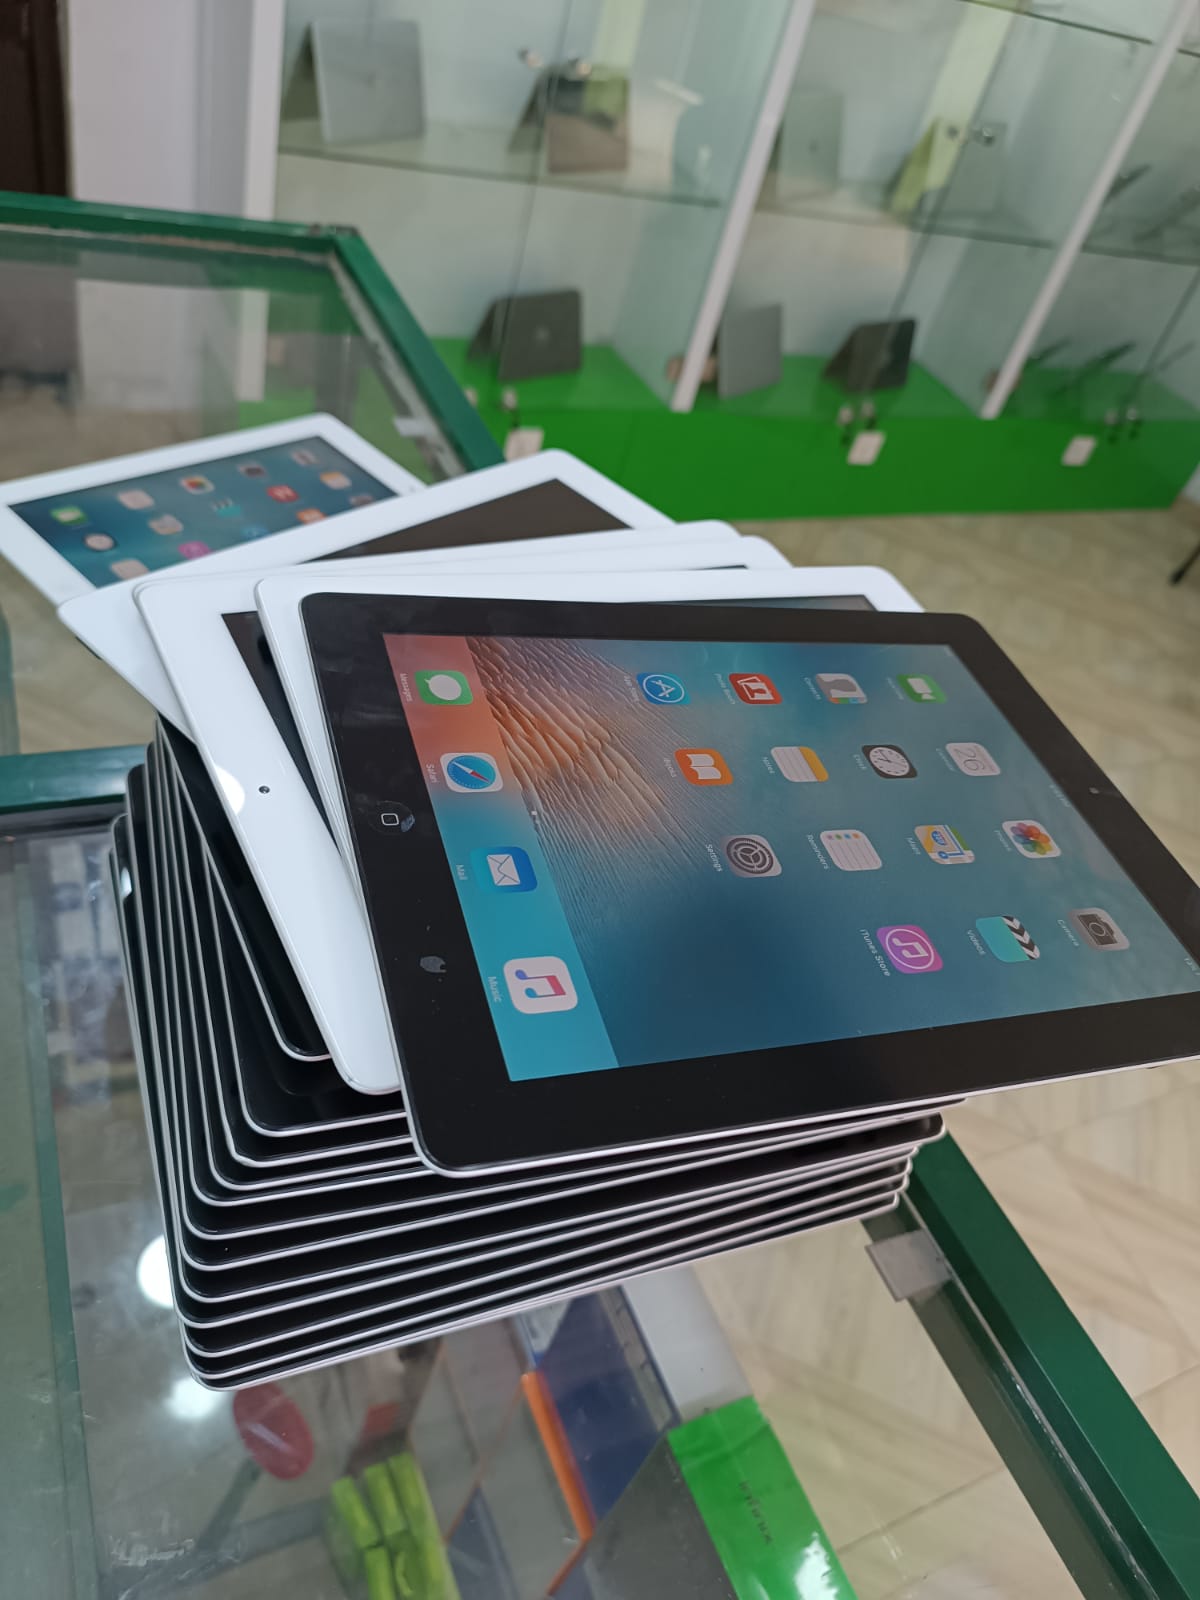 Messages
Safari
Mail
Music
App Store
Photo Booth
Contacts
FaceTime
iBooks
Notes
Clock
Calendar
26
Settings
Reminders
Maps
Photos
iTunes Store
Videos
Camera
Infinix